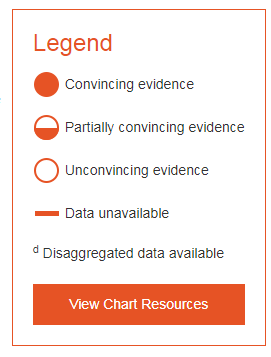 Legend
Convincing evidence
Partially convincing evidence
Unconvincing evidence
Data unavailable
d Disaggregated data available
View Chart Resources